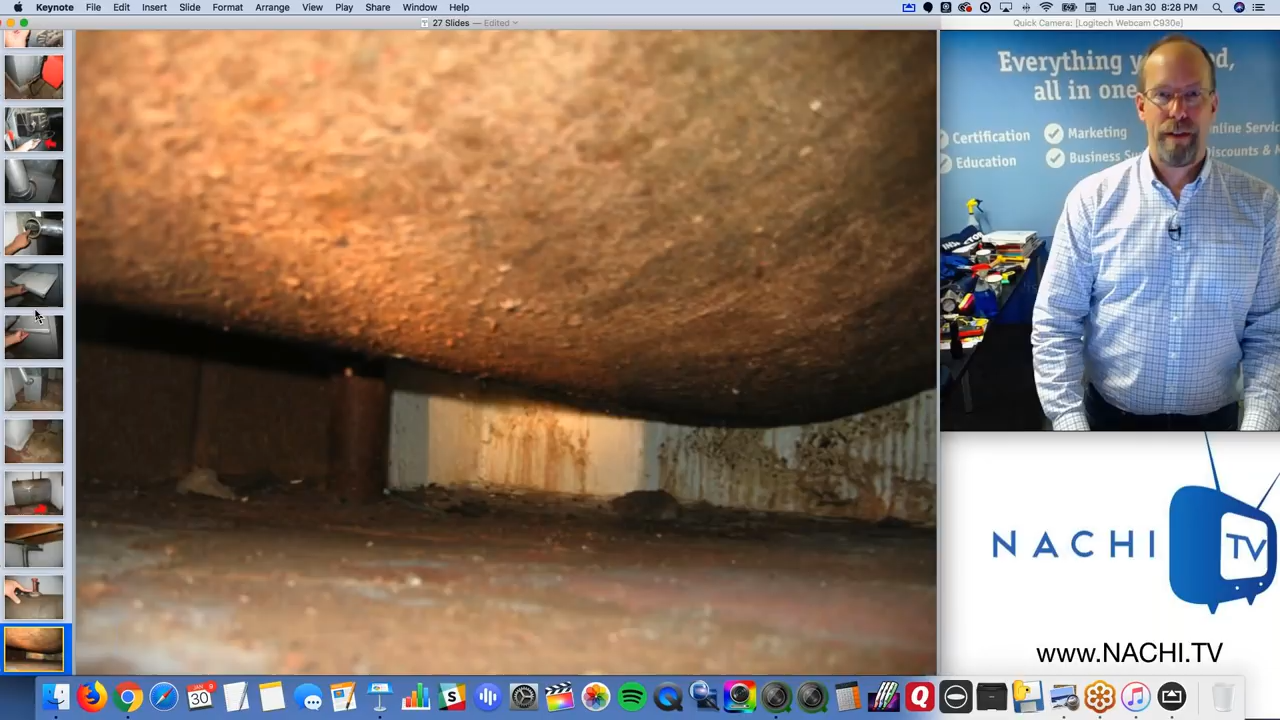 Keynote File Edit Insert Slide Format Arrange View Play Share Window Help
Tue Jan 30 8:28 PM
27 Slides — Edited
Quick Camera: [Logitech Webcam C930e]
Everything
all in one
Certification
Marketing
Education
Business
Discounts &
NACHI
TV
www.NACHI.TV
30